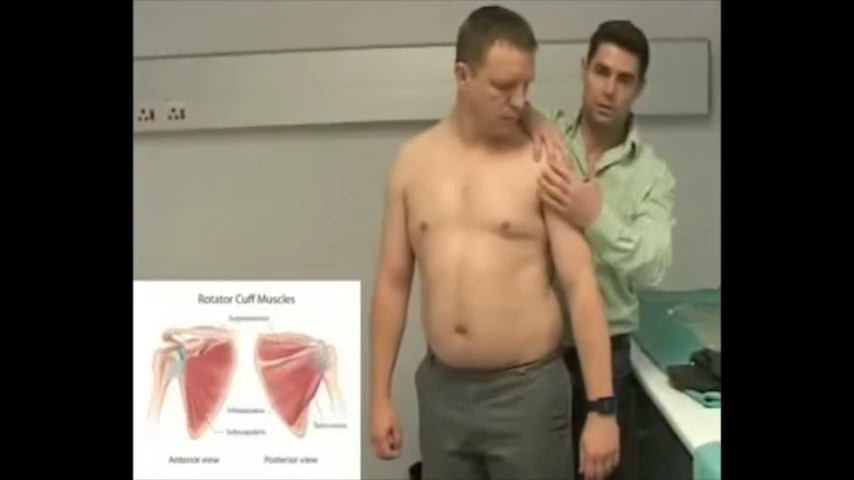 Rotator Cuff Muscles
Supraspinatus
Infraspinatus
Subscapularis
Teres minor
Anterior view
Posterior view